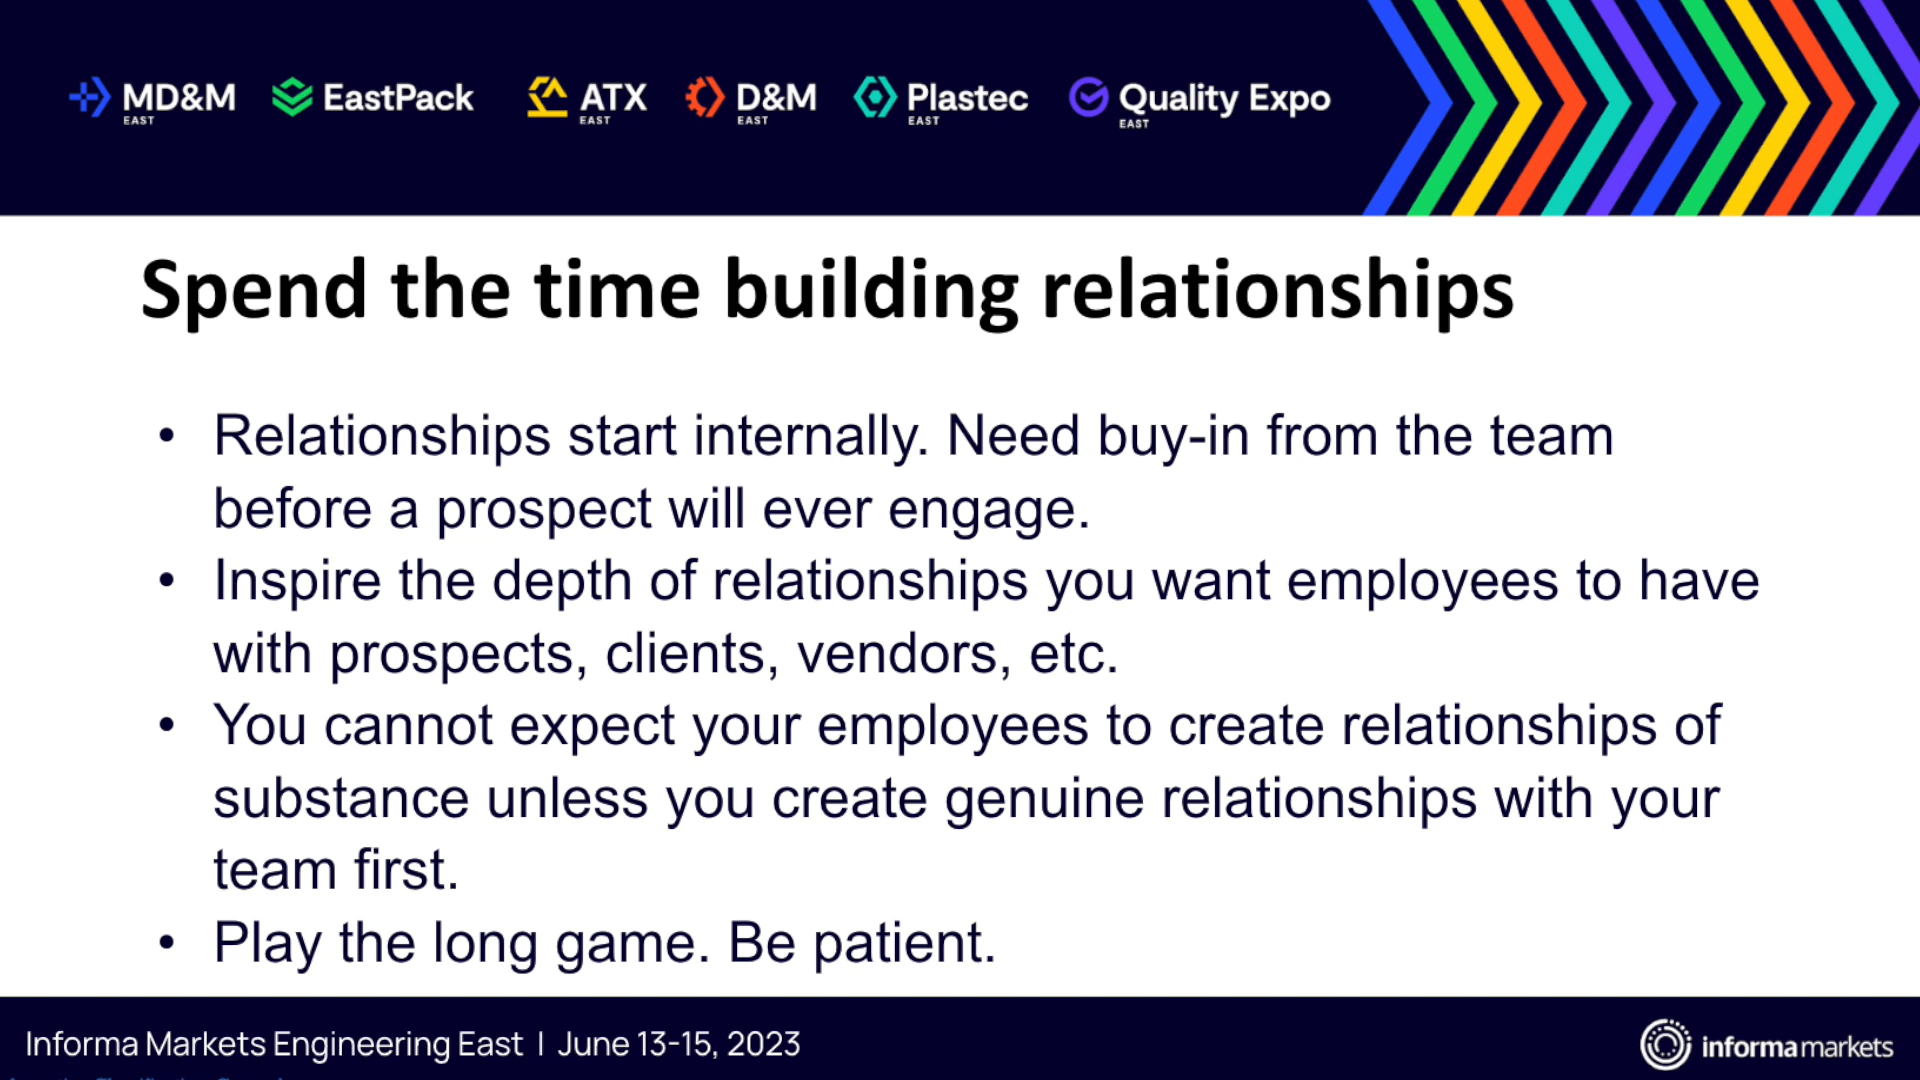 MD&M EastPack ATX D&M Plastec Quality Expo
EAST EAST EAST EAST EAST
Spend the time building relationships
• Relationships start internally. Need buy-in from the team
before a prospect will ever engage.
• Inspire the depth of relationships you want employees to have
with prospects, clients, vendors, etc.
• You cannot expect your employees to create relationships of
substance unless you create genuine relationships with your
team first.
• Play the long game. Be patient.
Informa Markets Engineering East | June 13-15, 2023
informa markets